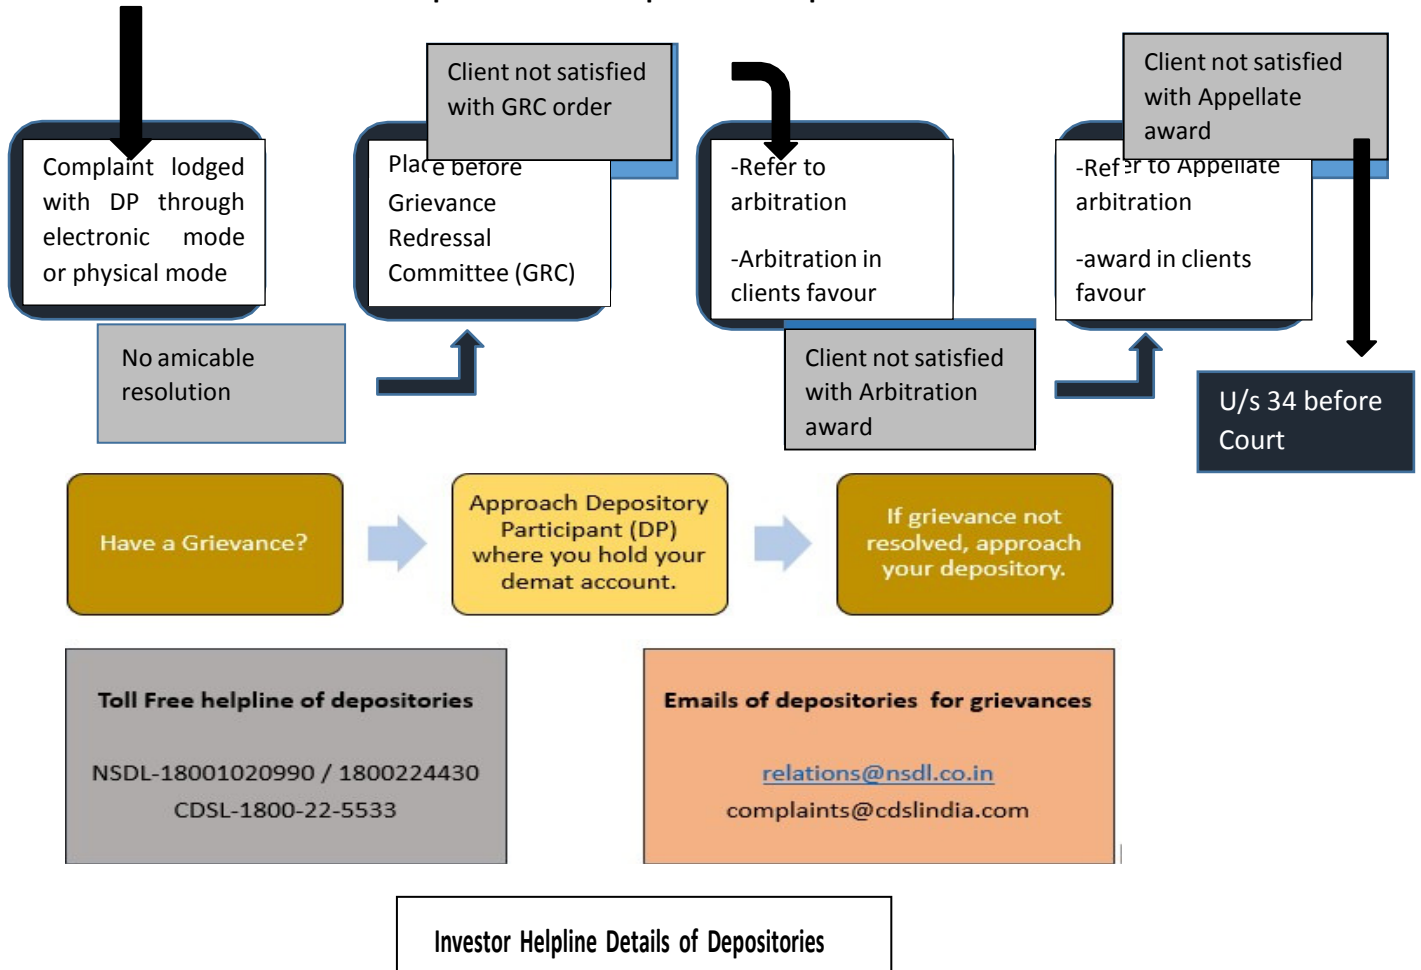 Client not satisfied
with GRC order
Client not satisfied
with Appellate
award
Complaint lodged
with DP through
electronic mode
or physical mode
Place before
Grievance
Redressal
Committee (GRC)
-Refer to
arbitration
-Arbitration in
clients favour
-Refer to Appellate
arbitration
-award in clients
favour
No amicable
resolution
Client not satisfied
with Arbitration
award
U/s 34 before
Court
Have a Grievance?
Approach Depository
Participant (DP)
where you hold your
demat account.
If grievance not
resolved, approach
your depository.
Toll Free helpline of depositories
NSDL-18001020990 / 1800224430
CDSL-1800-22-5533
Emails of depositories for grievances
relations@nsdl.co.in
complaints@cdslindia.com
Investor Helpline Details of Depositories